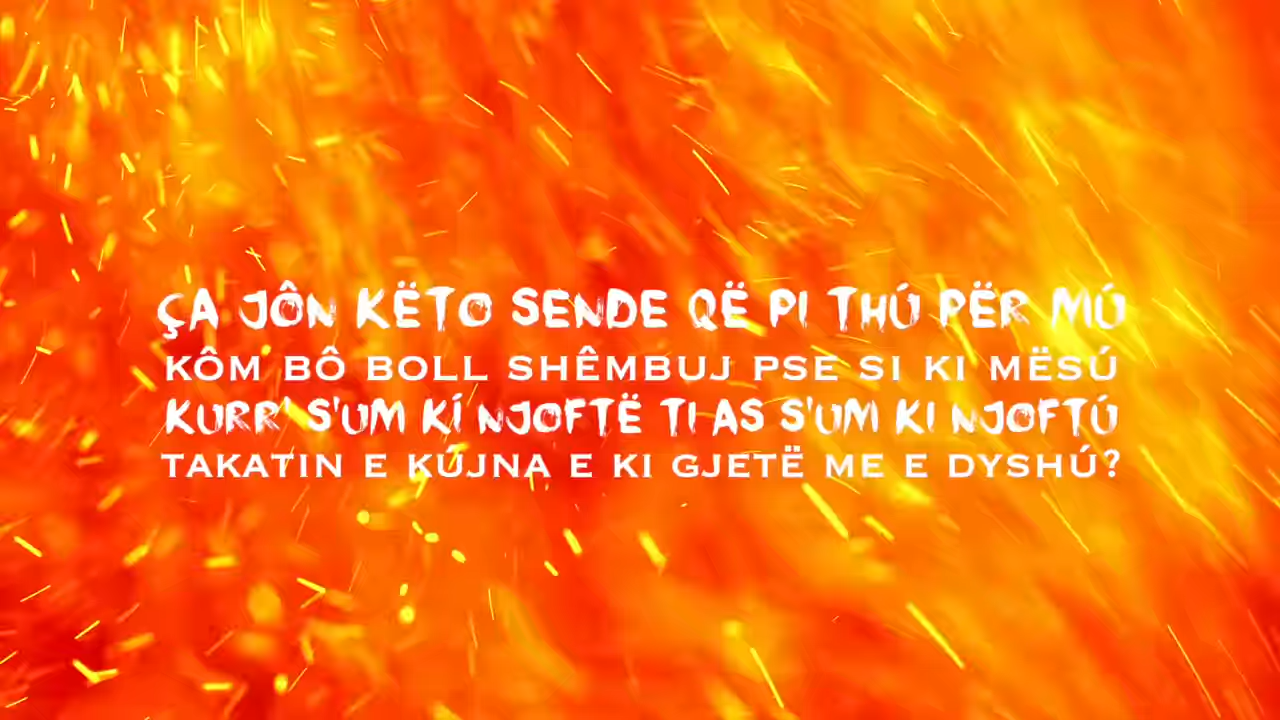 ÇA JÔN KËTO SENDE QË PI THÚ PËR MÚ
KÔM BÔ BOLL SHÊMBUJ PSE SI KI MËSÚ
KURR' S'UM KÍ NJOFTË TI AS S'UM KI NJOFTÚ
TAKATIN E KÚJNA E KI GJETË ME E DYSHÚ?